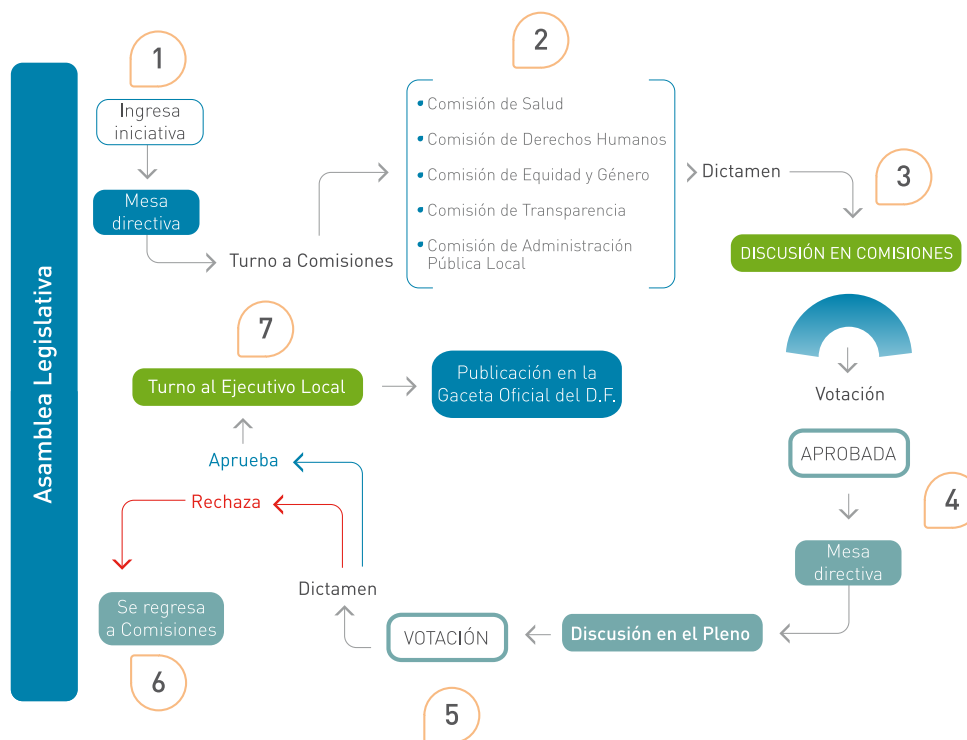 Asamblea Legislativa
1
Ingresa
iniciativa
Mesa
directiva
Turno a Comisiones
2
• Comisión de Salud
• Comisión de Derechos Humanos
• Comisión de Equidad y Género
• Comisión de Transparencia
• Comisión de Administración
Pública Local
Dictamen
3
DISCUSIÓN EN COMISIONES
Votación
APROBADA
4
Mesa
directiva
Discusión en el Pleno
VOTACIÓN
5
Dictamen
Rechaza
Se regresa
a Comisiones
6
Aprueba
7
Turno al Ejecutivo Local
Publicación en la
Gaceta Oficial del D.F.